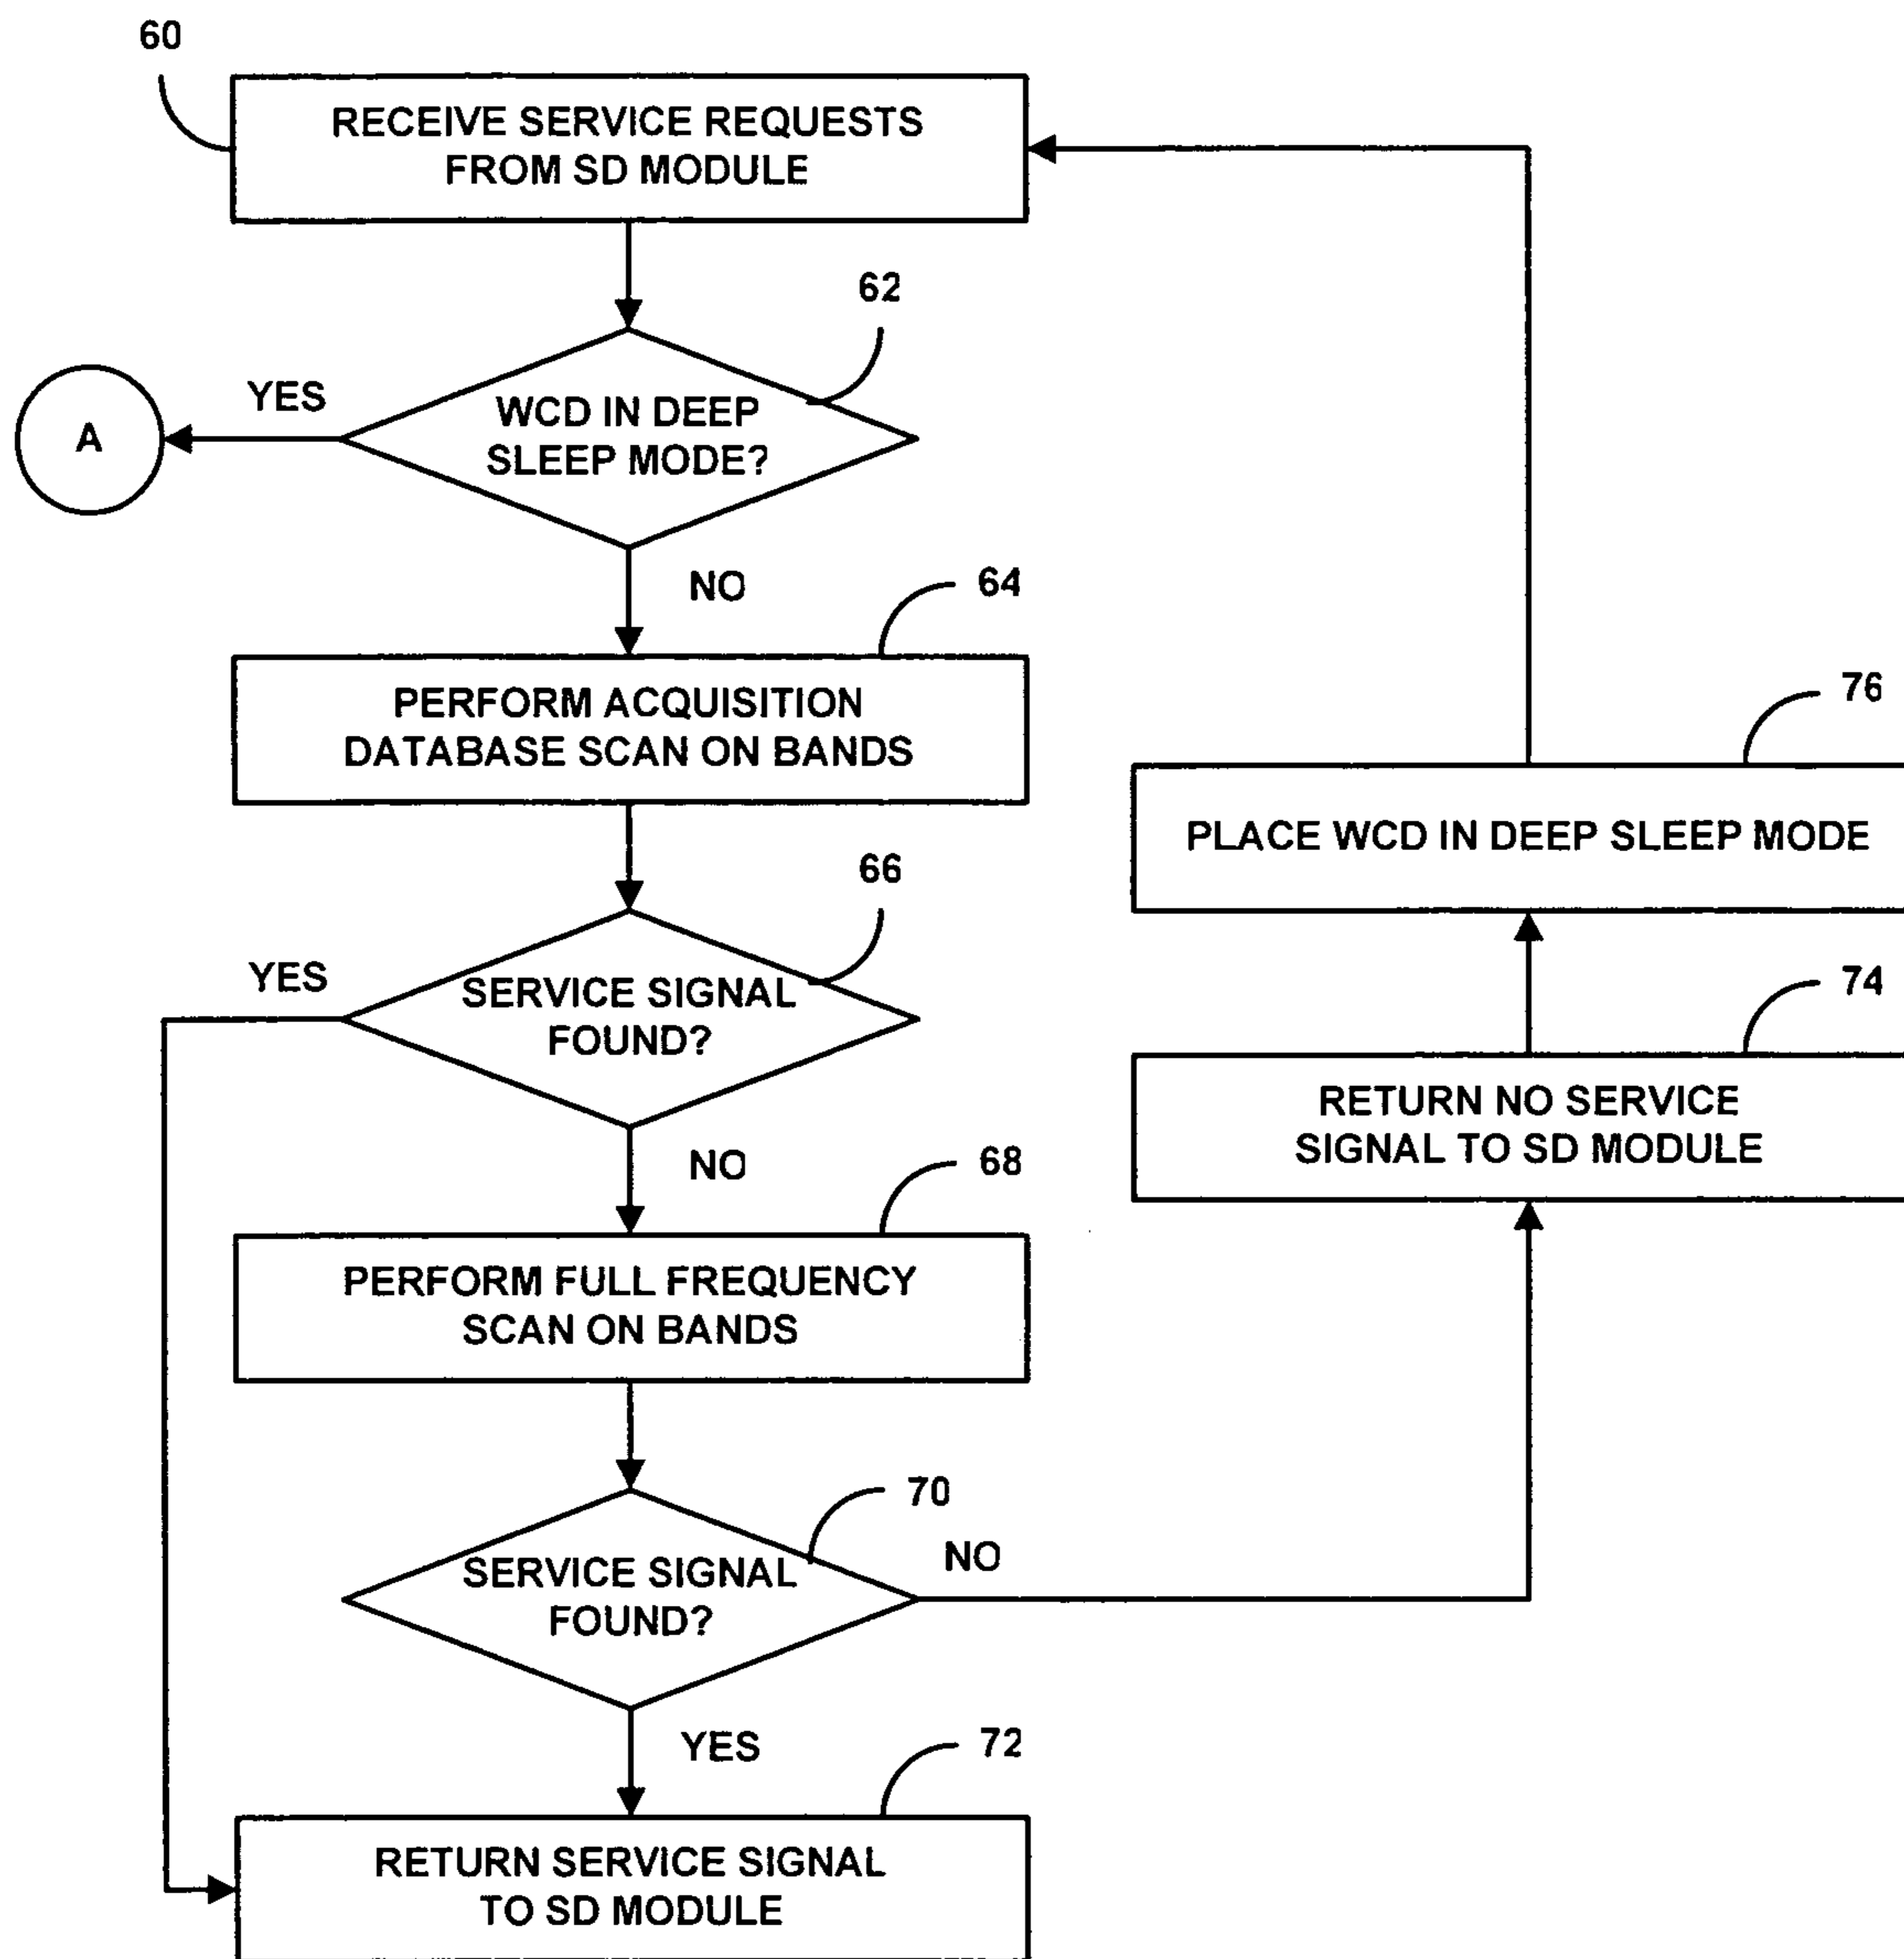 60
RECEIVE SERVICE REQUESTS
FROM SD MODULE
62
YES
A
WCD IN DEEP
SLEEP MODE?
NO
64
PERFORM ACQUISITION
DATABASE SCAN ON BANDS
76
PLACE WCD IN DEEP SLEEP MODE
66
YES
SERVICE SIGNAL
FOUND?
74
RETURN NO SERVICE
SIGNAL TO SD MODULE
NO
68
PERFORM FULL FREQUENCY
SCAN ON BANDS
70
SERVICE SIGNAL
FOUND?
NO
YES
72
RETURN SERVICE SIGNAL
TO SD MODULE